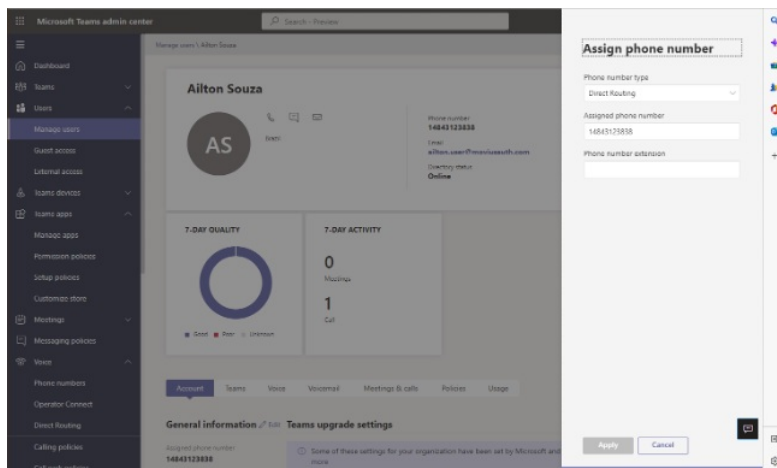 Microsoft Teams admin center
Search - Preview
Manage users \ Ailton Souza
Dashboard
Teams
Users
Manage users
Guest access
External access
Teams devices
Teams apps
Manage apps
Permission policies
Setup policies
Customize store
Meetings
Messaging policies
Voice
Phone numbers
Operator Connect
Direct Routing
Calling policies
Ailton Souza
AS
Brazil
Phone number
14843123838
Email
Directory status
Online
7-DAY QUALITY
Good
Poor
Unknown
7-DAY ACTIVITY
0
Meetings
1
Call
Account
Teams
Voice
Voicemail
Meetings & calls
Policies
Usage
General information
Edit
Assigned phone number
14843123838
Teams upgrade settings
Some of these settings for your organization have been set by Microsoft and
more
Assign phone number
Phone number type
Direct Routing
Assigned phone number
14843123838
Phone number extension
Apply
Cancel